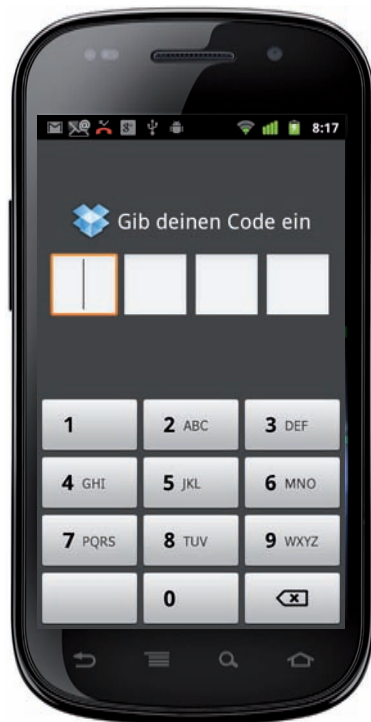 8:17
Gib deinen Code ein
1 2 ABC 3 DEF
4 GHI 5 JKL 6 MNO
7 PQRS 8 TUV 9 WXYZ
0